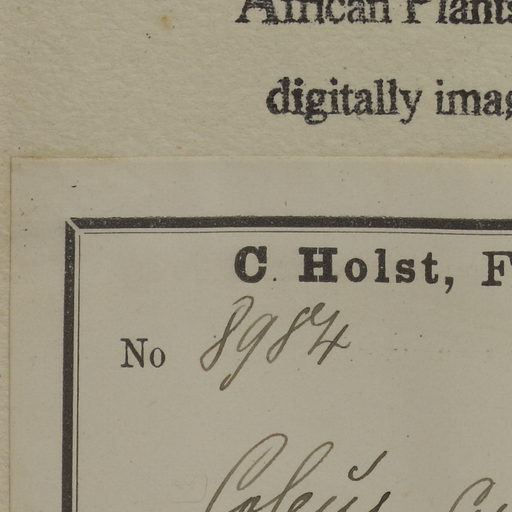 African Plants
digitally imag
C. Holst, F
No 8984
Coleus